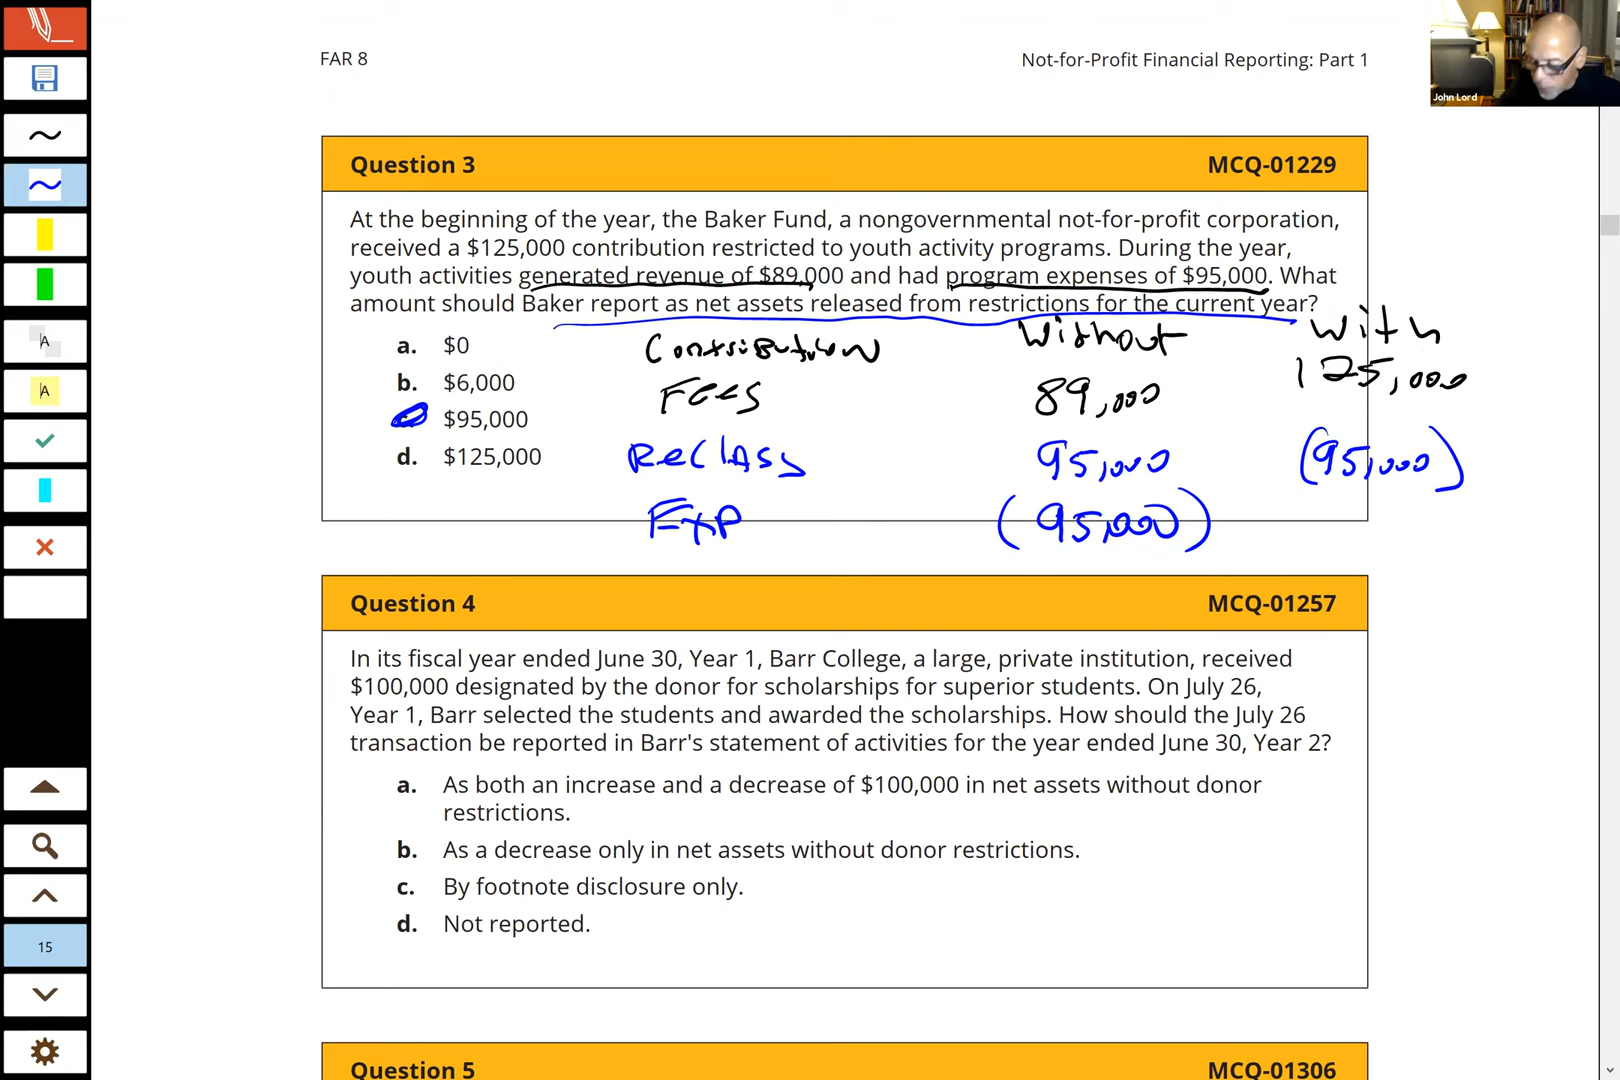 FAR 8
Not-for-Profit Financial Reporting: Part 1
John Lord
Question 3
MCQ-01229
At the beginning of the year, the Baker Fund, a nongovernmental not-for-profit corporation,
received a $125,000 contribution restricted to youth activity programs. During the year,
youth activities generated revenue of $89,000 and had program expenses of $95,000. What
amount should Baker report as net assets released from restrictions for the current year?
a. $0
b. $6,000
$95,000
d. $125,000
Contribution
Without
With
125,000
Fees
89,000
Reclass
95,000
(95,000)
Exp
(95,000)
Question 4
MCQ-01257
In its fiscal year ended June 30, Year 1, Barr College, a large, private institution, received
$100,000 designated by the donor for scholarships for superior students. On July 26,
Year 1, Barr selected the students and awarded the scholarships. How should the July 26
transaction be reported in Barr's statement of activities for the year ended June 30, Year 2?
a. As both an increase and a decrease of $100,000 in net assets without donor
restrictions.
b. As a decrease only in net assets without donor restrictions.
c. By footnote disclosure only.
d. Not reported.
Question 5
MCQ-01306
A
A
15